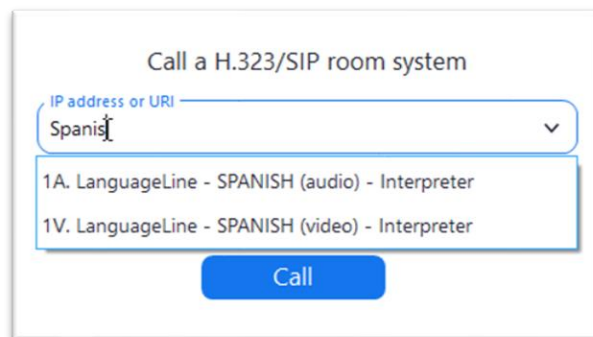 Call a H.323/SIP room system
IP address or URI
Spanis
1A. LanguageLine - SPANISH (audio) - Interpreter
1V. LanguageLine - SPANISH (video) - Interpreter
Call